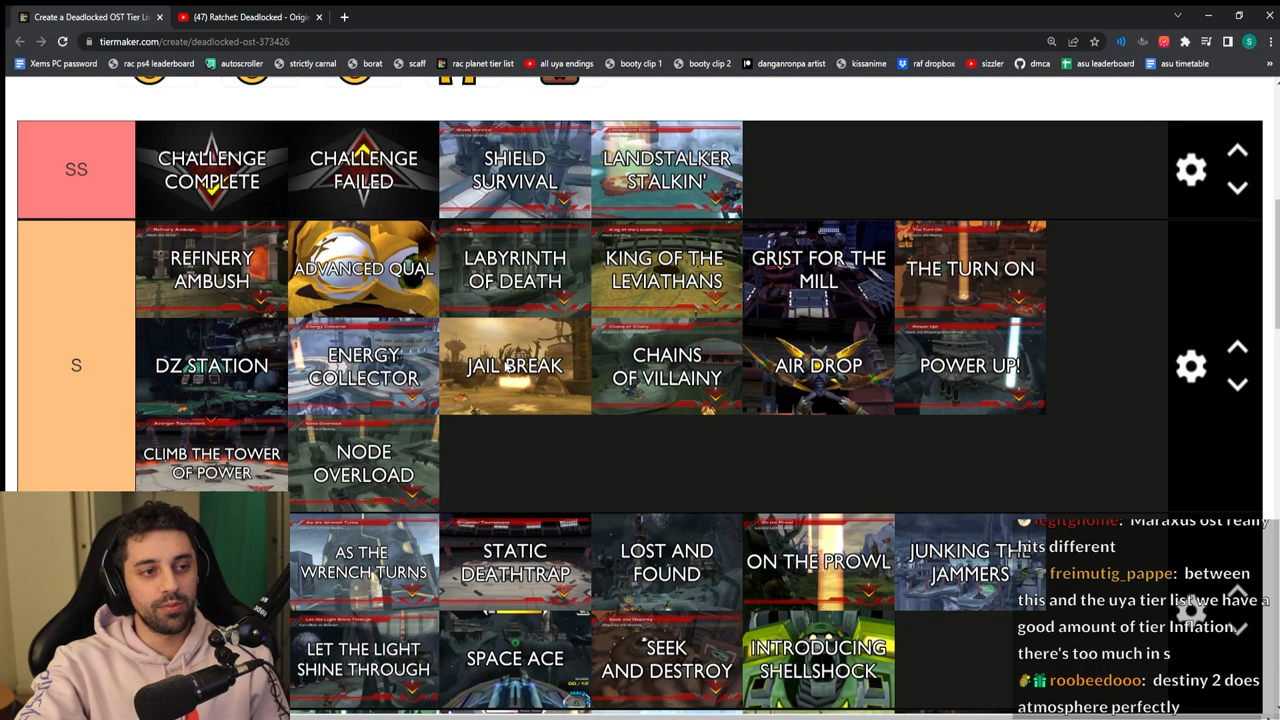 Create a Deadlocked OST Tier Lis
(47) Ratchet: Deadlocked - Origi
tiermaker.com/create/deadlocked-ost-373426
Xems PC password
rac ps4 leaderboard
autoscroller
strictly carnal
borat
scaff
rac planet tier list
all uya endings
booty clip 1
booty clip 2
danganronpa artist
kissanime
raf dropbox
sizzler
dmca
asu leaderboard
asu timetable
»
SS
CHALLENGE
COMPLETE
CHALLENGE
FAILED
SHIELD
SURVIVAL
LANDSTALKER
STALKIN'
S
REFINERY
AMBUSH
ADVANCED QUAL
LABYRINTH
OF DEATH
KING OF THE
LEVIATHANS
GRIST FOR THE
MILL
THE TURN ON
DZ STATION
ENERGY
COLLECTOR
JAIL BREAK
CHAINS
OF VILLAINY
AIR DROP
POWER UP!
CLIMB THE TOWER
OF POWER
NODE
OVERLOAD
AS THE
WRENCH TURNS
STATIC
DEATHTRAP
LOST AND
FOUND
ON THE PROWL
JUNKING THE
JAMMERS
LET THE LIGHT
SHINE THROUGH
SPACE ACE
SEEK
AND DESTROY
INTRODUCING
SHELLSHOCK
legitgnome: Maraxus ost really
hits different
freimutig_pappe: between
this and the uya tier list we have a
good amount of tier Inflation,
there's too much in s
roobeedooo: destiny 2 does
atmosphere perfectly